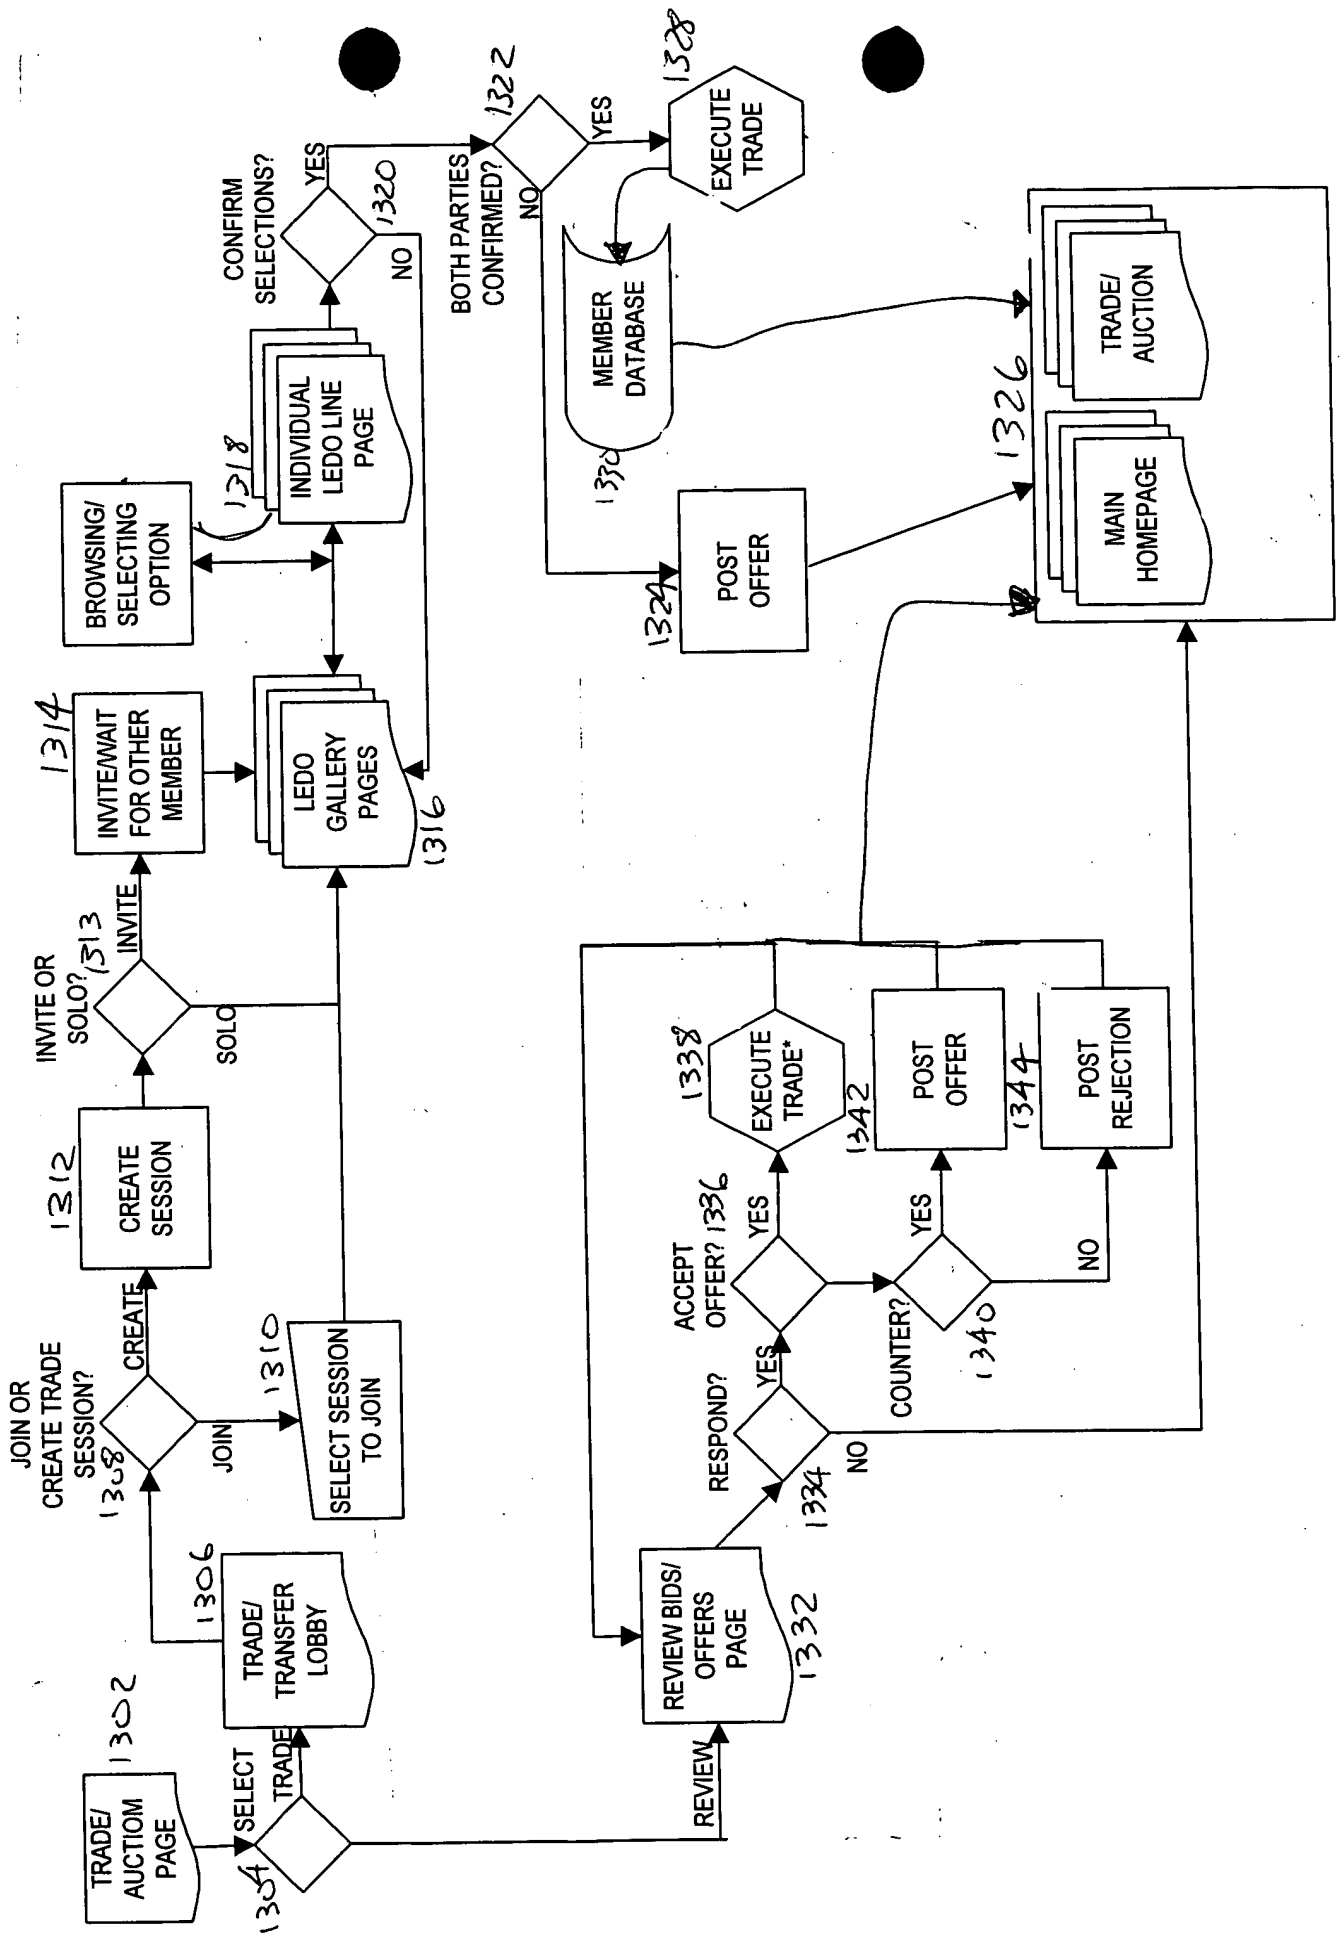 TRADE/
AUCTIOM
PAGE
1302
SELECT
1304
TRADE
REVIEW
TRADE/
TRANSFER
LOBBY
1306
JOIN OR
CREATE TRADE
SESSION?
1308
CREATE
JOIN
SELECT SESSION
TO JOIN
1310
CREATE
SESSION
1312
INVITE OR
SOLO?
1313
INVITE
SOLO
INVITE/WAIT
FOR OTHER
MEMBER
1314
LEDO
GALLERY
PAGES
1316
BROWSING/
SELECTING
OPTION
1318
INDIVIDUAL
LEDO LINE
PAGE
CONFIRM
SELECTIONS?
YES
1320
NO
BOTH PARTIES
CONFIRMED?
1322
YES
NO
EXECUTE
TRADE
1328
MEMBER
DATABASE
1330
POST
OFFER
1324
1326
MAIN
HOMEPAGE
TRADE/
AUCTION
REVIEW BIDS/
OFFERS
PAGE
1332
RESPOND?
1334
YES
NO
ACCEPT
OFFER?
1336
YES
EXECUTE
TRADE*
1338
COUNTER?
1340
YES
NO
POST
OFFER
1342
POST
REJECTION
1344